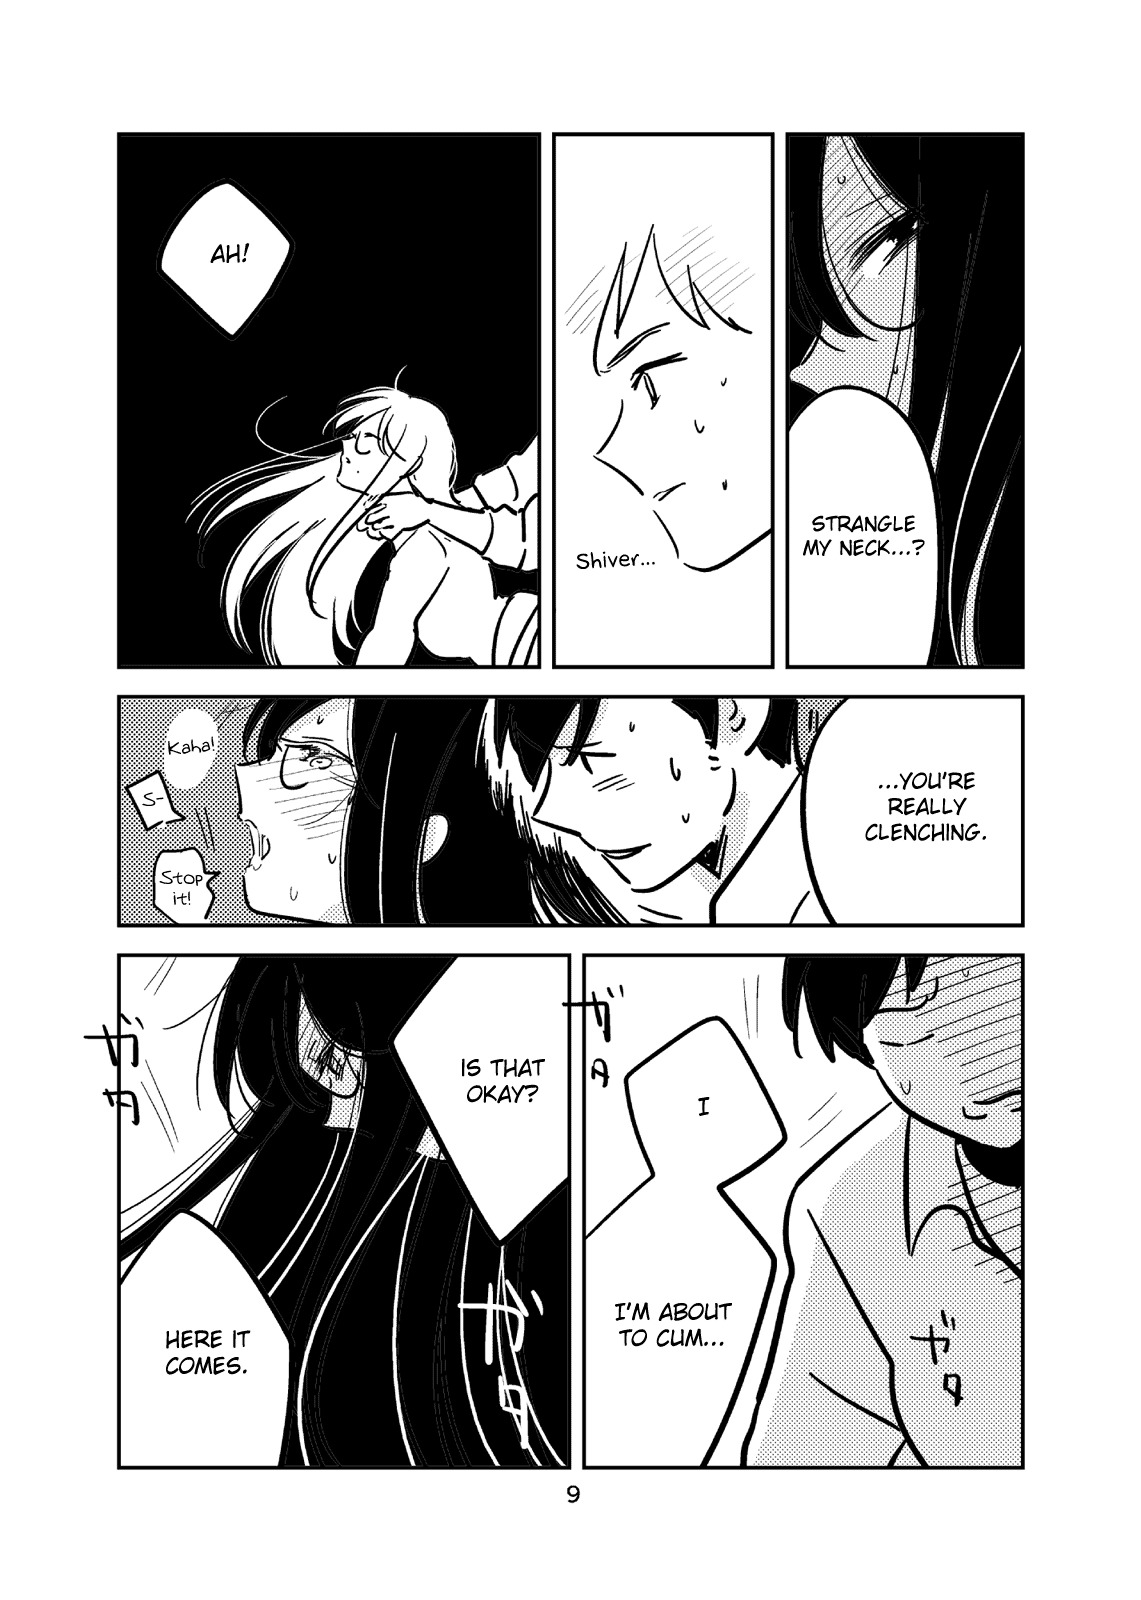 STRANGLE
MY NECK...?
Shiver...
AH!
...YOU'RE
REALLY
CLENCHING.
Kaha!
S-
Stop
it!
I
I'M ABOUT
TO CUM...
ガタ
ガタ
IS THAT
OKAY?
HERE IT
COMES.
ガタ
ガタ
9